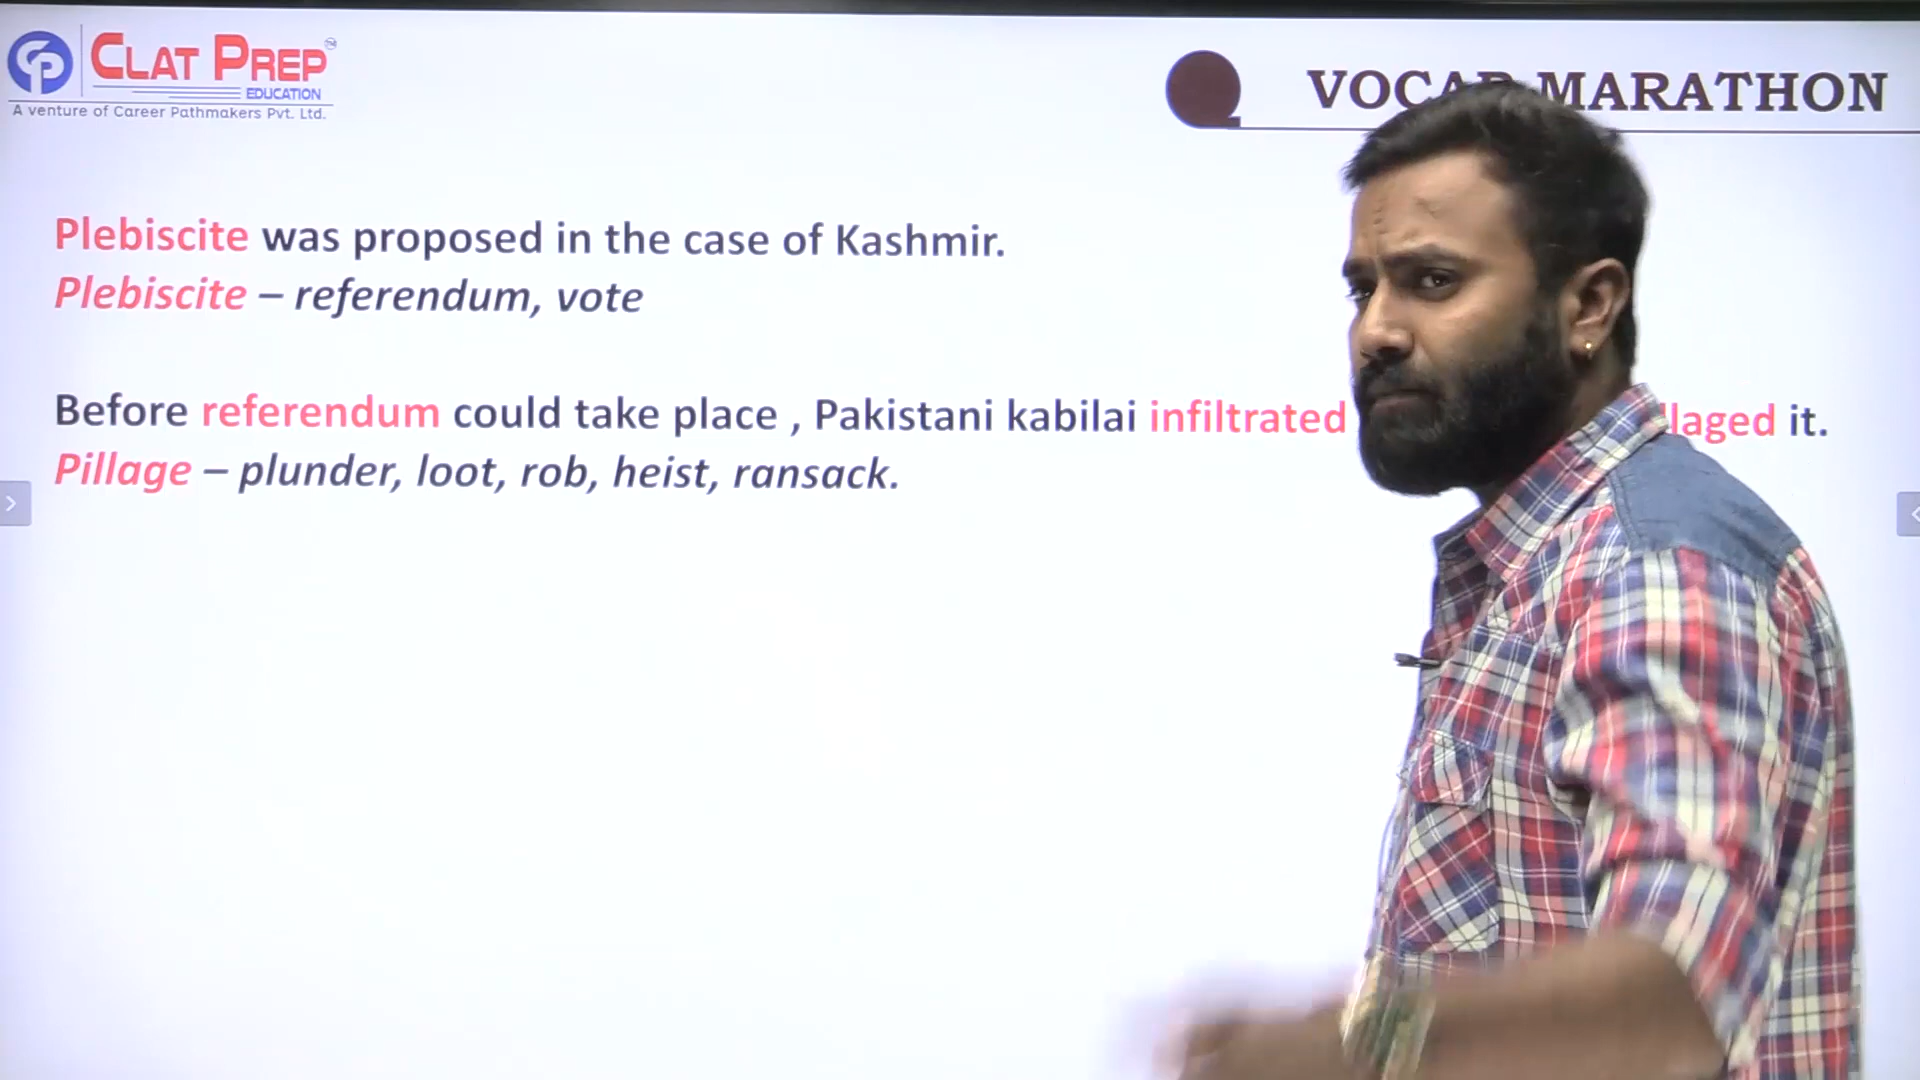 CLAT PREP
EDUCATION
A venture of Career Pathmakers Pvt. Ltd.
VOCAB MARATHON
Plebiscite was proposed in the case of Kashmir.
Plebiscite – referendum, vote
Before referendum could take place , Pakistani kabilai infiltrated it.
Pillage – plunder, loot, rob, heist, ransack.